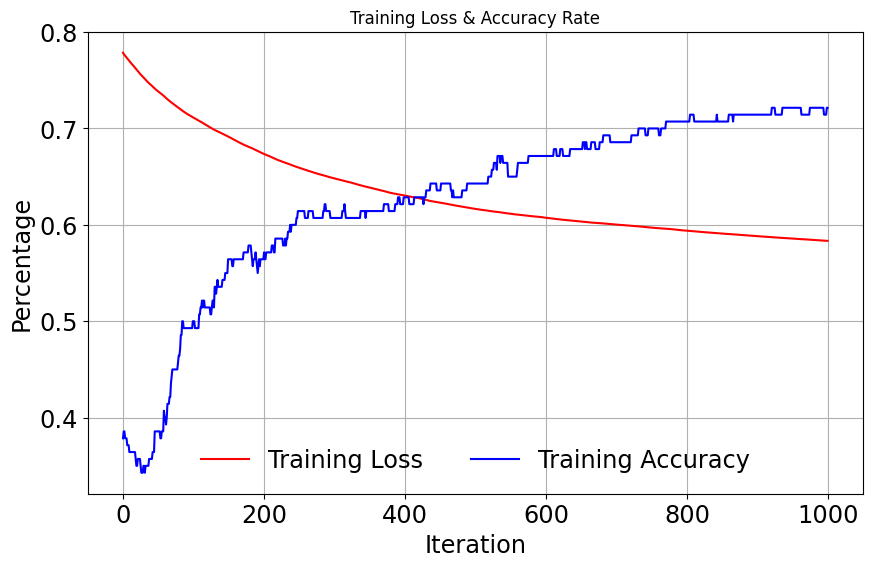 Training Loss & Accuracy Rate
0.8
0.7
0.6
0.5
0.4
Percentage
Training Loss
Training Accuracy
0 200 400 600 800 1000
Iteration